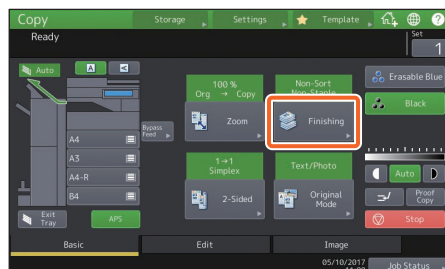 Copy Storage Settings Template
Ready
Set
1
Auto
A
100 %
Org → Copy
Non-Sort
Non-Staple
Erasable Blue
Zoom
Finishing
Black
Bypass
Feed
A4
A3
A4-R
B4
1→1
Simplex
Text/Photo
Auto
2-Sided
Original
Mode
Proof
Copy
Exit
Tray
APS
Stop
Basic Edit Image
05/10/2017
Job Status